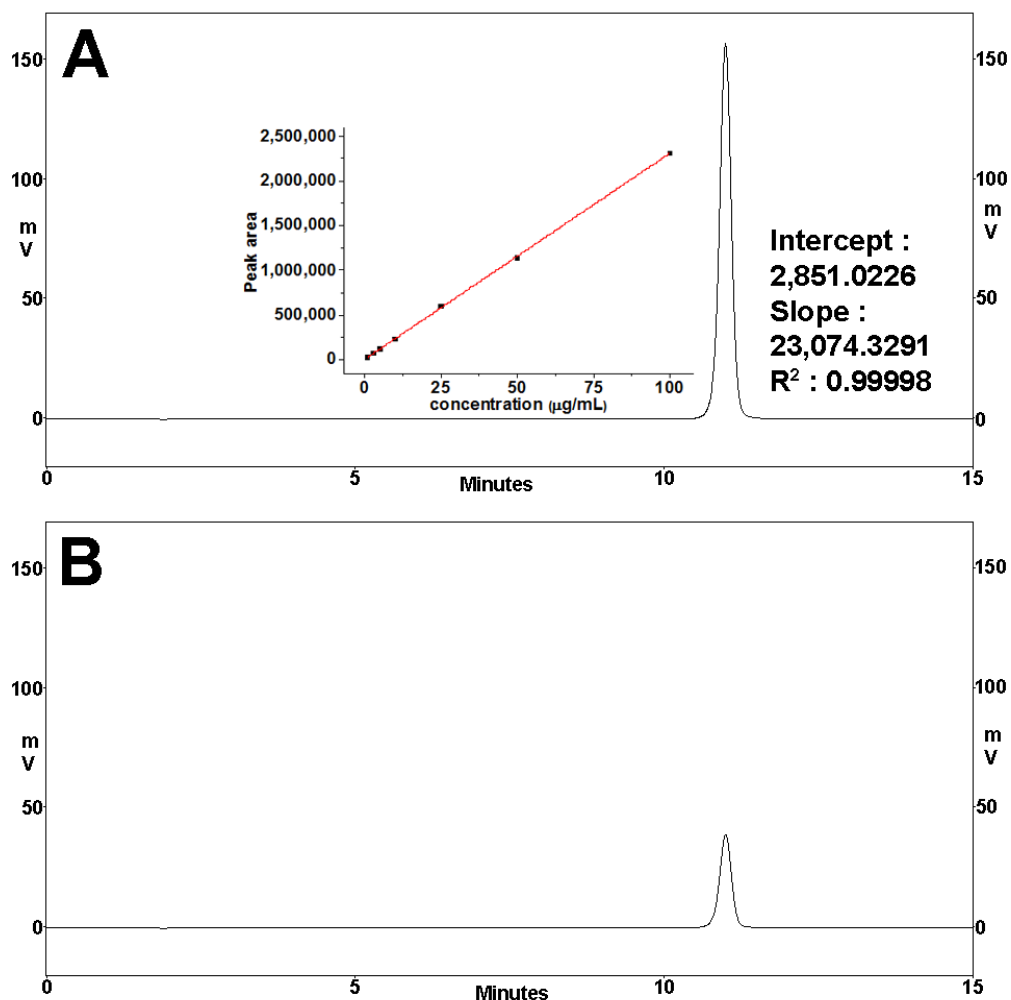 A
150
150
2,500,000
2,000,000
1,500,000
1,000,000
500,000
0
Peak area
0
25
50
75
100
concentration (μg/mL)
100
100
m
V
m
V
Intercept :
2,851.0226
Slope :
23,074.3291
R² : 0.99998
50
50
0
0
0
5
10
15
Minutes
B
150
150
100
100
m
V
m
V
50
50
0
0
0
5
10
15
Minutes